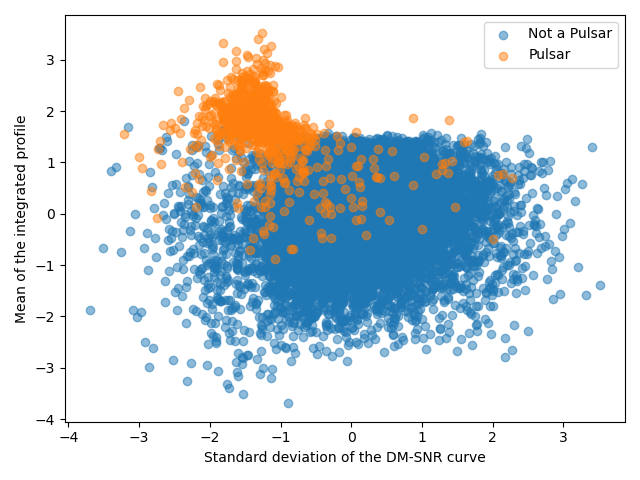 Not a Pulsar
Pulsar
Mean of the integrated profile
3
2
1
0
−1
−2
−3
−4
−4 −3 −2 −1 0 1 2 3
Standard deviation of the DM-SNR curve